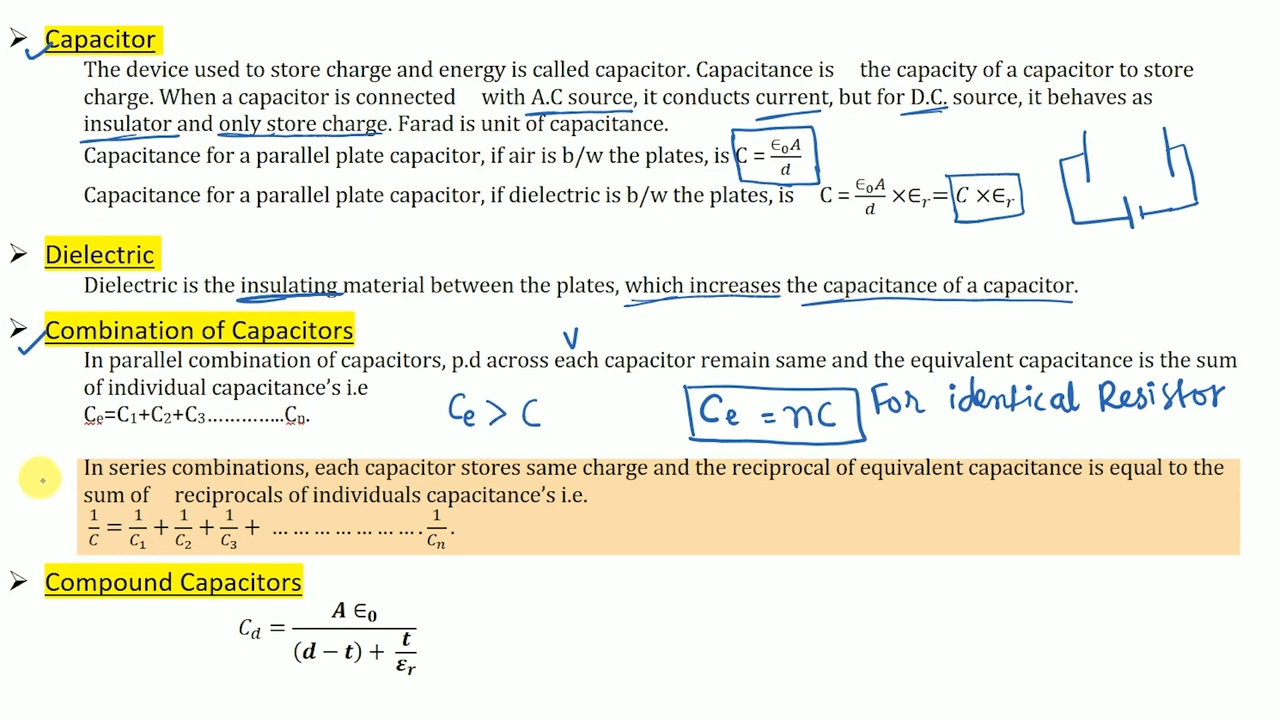 ➢ Capacitor
The device used to store charge and energy is called capacitor. Capacitance is the capacity of a capacitor to store
charge. When a capacitor is connected with A.C source, it conducts current, but for D.C. source, it behaves as
insulator and only store charge. Farad is unit of capacitance.
Capacitance for a parallel plate capacitor, if air is b/w the plates, is C = ∈₀A/d
Capacitance for a parallel plate capacitor, if dielectric is b/w the plates, is C = ∈₀A/d ×∈ᵣ= C ×∈ᵣ
➢ Dielectric
Dielectric is the insulating material between the plates, which increases the capacitance of a capacitor.
➢ Combination of Capacitors
V
In parallel combination of capacitors, p.d across each capacitor remain same and the equivalent capacitance is the sum
of individual capacitance's i.e
Cₑ=C₁+C₂+C₃.............Cₙ.
Cₑ > C
Cₑ = nC For identical Resistor
In series combinations, each capacitor stores same charge and the reciprocal of equivalent capacitance is equal to the
sum of reciprocals of individuals capacitance's i.e.
1/C = 1/C₁ + 1/C₂ + 1/C₃ + … … … … … … … . 1/Cₙ .
➢ Compound Capacitors
C_d = A ∈₀ / ((d − t) + t/εᵣ)